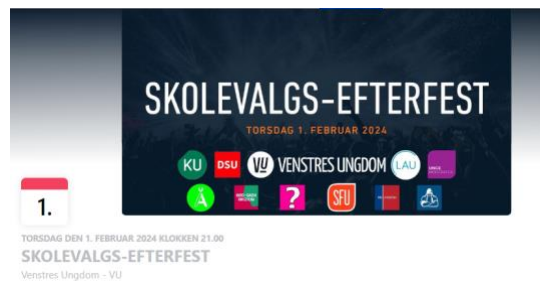 SKOLEVALGS-EFTERFEST
TORSDAG 1. FEBRUAR 2024
KU DSU VU VENSTRES UNGDOM LAU UNGE
Å ? SFU
1.
TORSDAG DEN 1. FEBRUAR 2024 KLOKKEN 21.00
SKOLEVALGS-EFTERFEST
Venstres Ungdom - VU